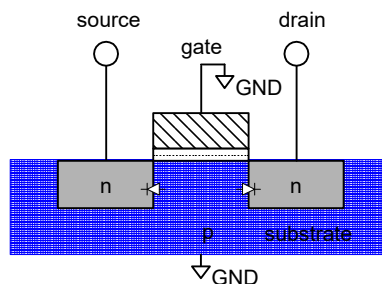 source
drain
gate
GND
n
n
p
substrate
GND